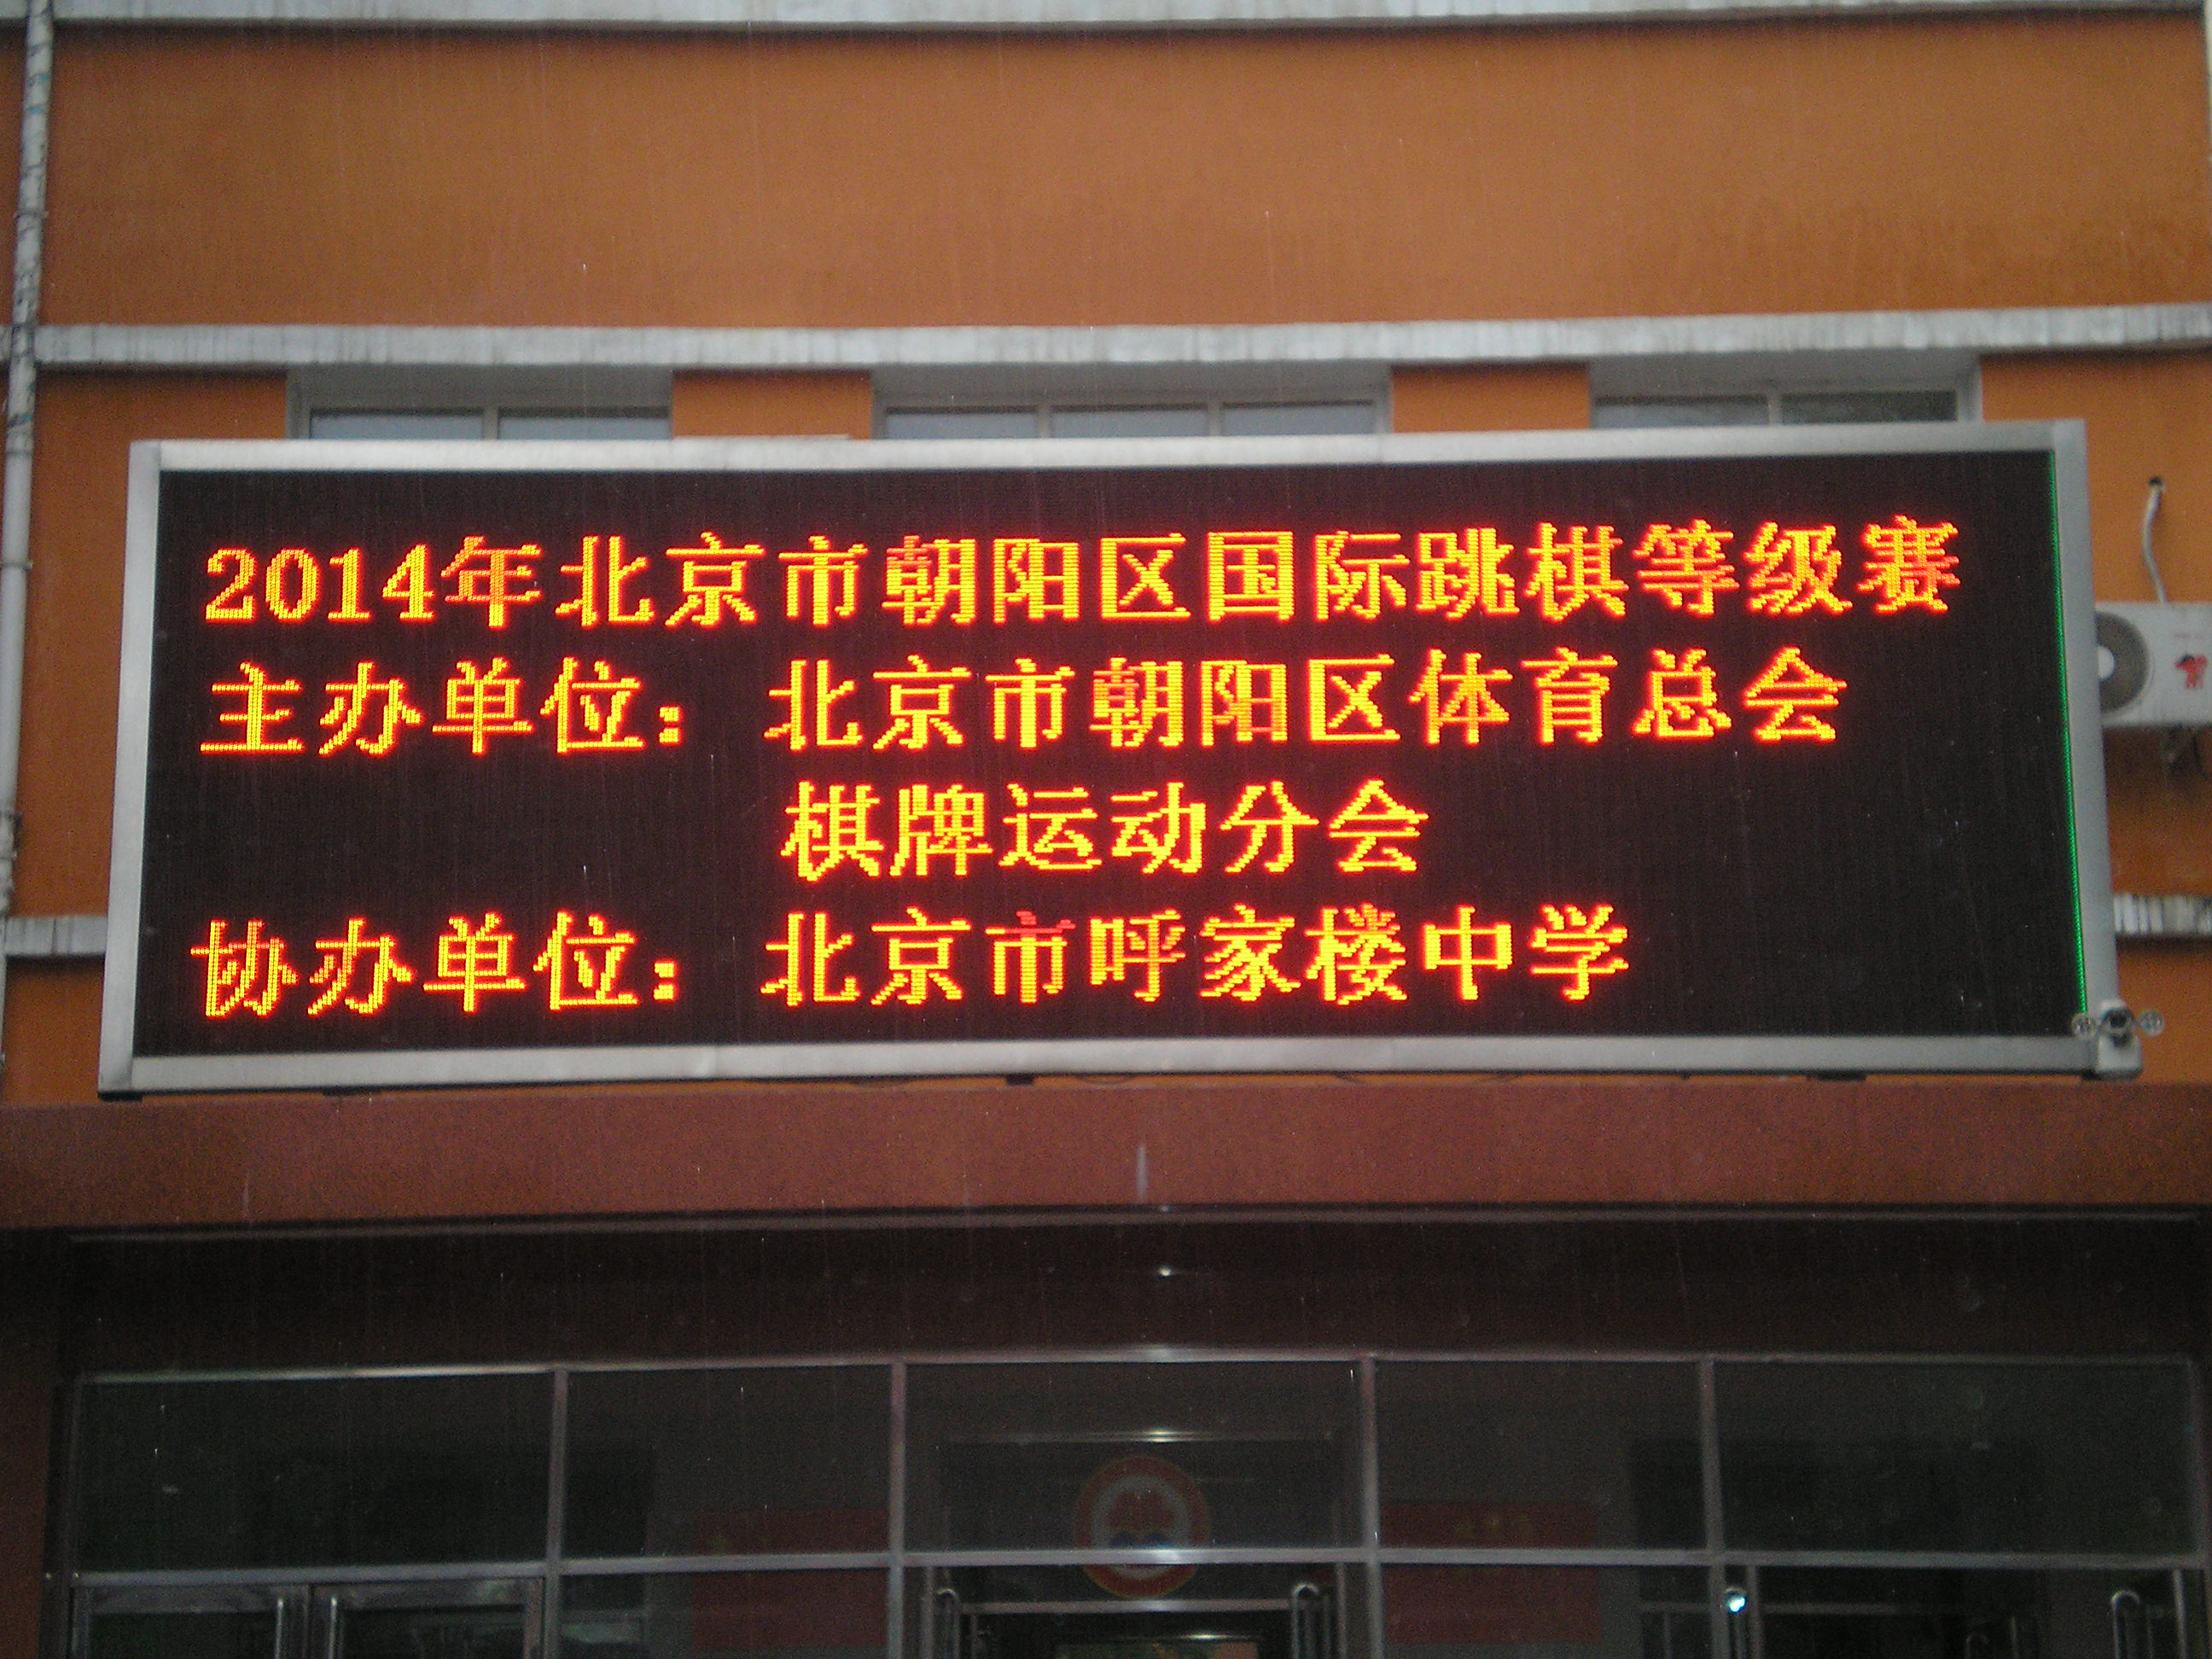 2014年北京市朝阳区国际跳棋等级赛
主办单位：北京市朝阳区体育总会
棋牌运动分会
协办单位：北京市呼家楼中学